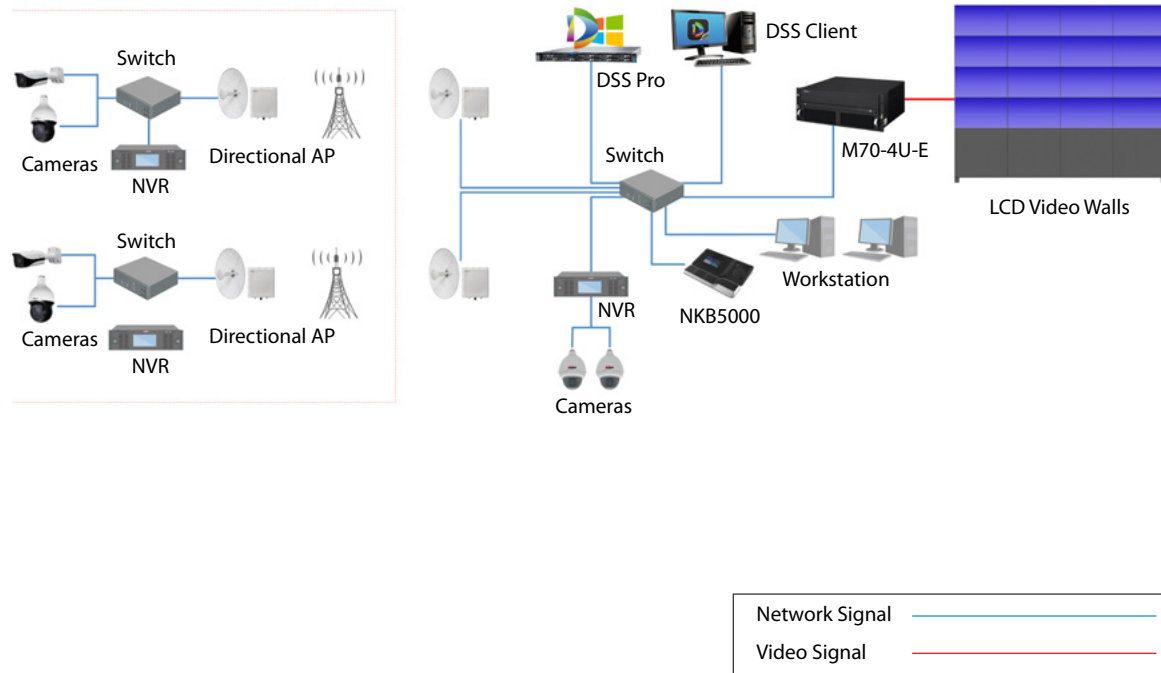 Switch
Cameras
NVR
Directional AP
Switch
Cameras
NVR
Directional AP
DSS Pro
DSS Client
M70-4U-E
Switch
LCD Video Walls
Workstation
NKB5000
NVR
Cameras
Network Signal
Video Signal